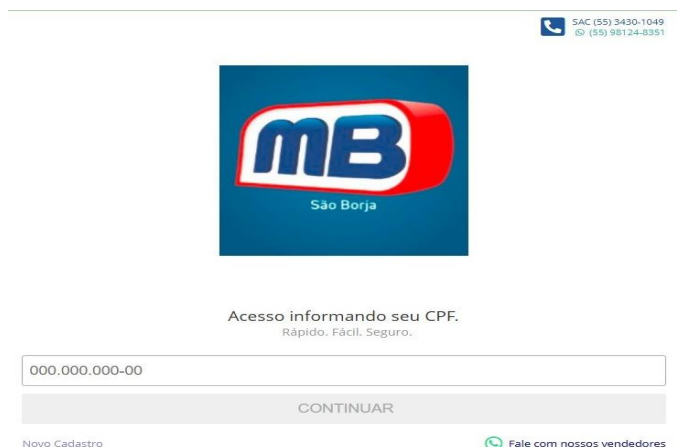 SAC (55) 3430-1049
(55) 98124-8351
MB
São Borja
Acesso informando seu CPF.
Rápido. Fácil. Seguro.
000.000.000-00
CONTINUAR
Novo Cadastro
Fale com nossos vendedores